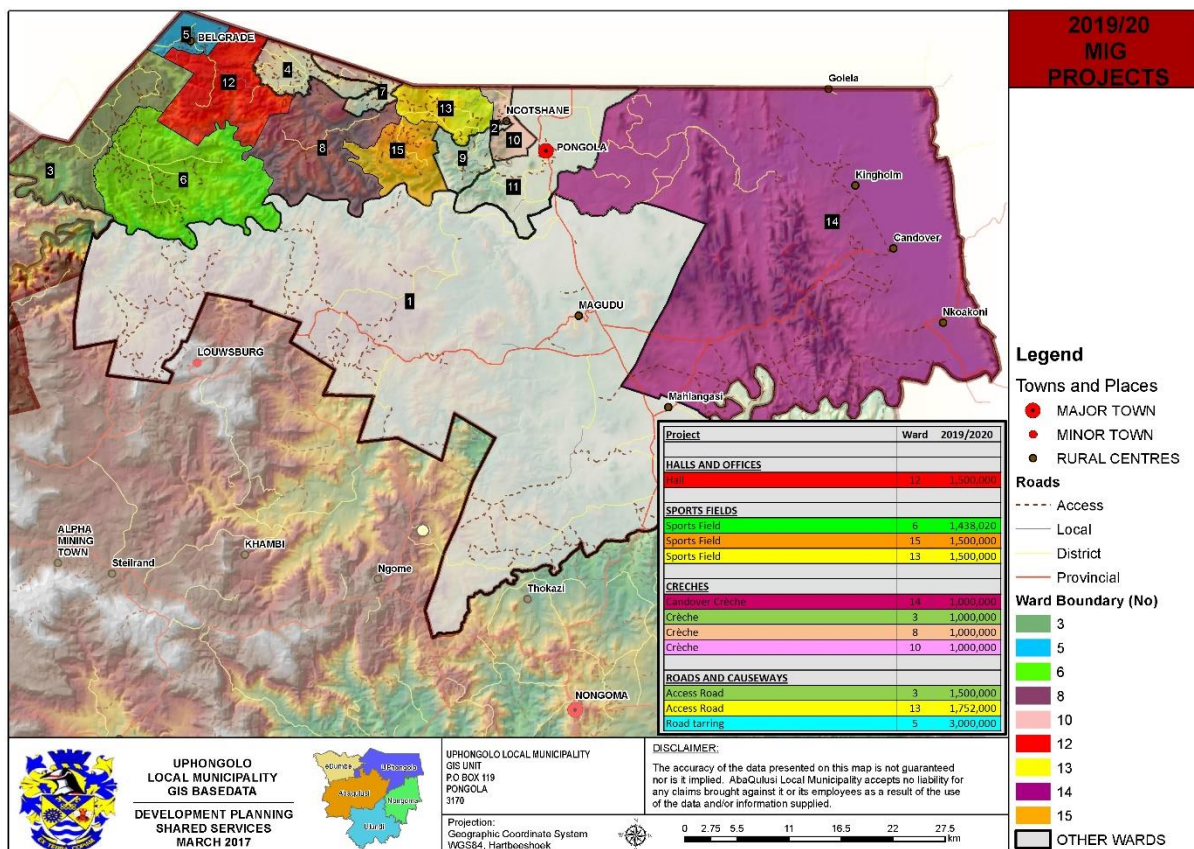 2019/20
MIG
PROJECTS
5
BELGRADE
12
4
7
13
NCOTSHANE
2
10
PONGOLA
Golela
3
6
8
15
9
11
Kingholm
14
Candover
1
MAGUDU
Nkoakoni
LOUWSBURG
Mahlangasi
ALPHA
MINING
TOWN
Steilrand
KHAMBI
Ngome
Thokazi
NONGOMA
Project Ward 2019/2020
HALLS AND OFFICES
Hall 12 1,500,000
SPORTS FIELDS
Sports Field 6 1,438,020
Sports Field 15 1,500,000
Sports Field 13 1,500,000
CRECHES
Candover Crèche 14 1,000,000
Crèche 3 1,000,000
Crèche 8 1,000,000
Crèche 10 1,000,000
ROADS AND CAUSEWAYS
Access Road 3 1,500,000
Access Road 13 1,752,000
Road tarring 5 3,000,000
Legend
Towns and Places
MAJOR TOWN
MINOR TOWN
RURAL CENTRES
Roads
Access
Local
District
Provincial
Ward Boundary (No)
3
5
6
8
10
12
13
14
15
OTHER WARDS
UPHONGOLO
LOCAL MUNICIPALITY
GIS BASEDATA
DEVELOPMENT PLANNING
SHARED SERVICES
MARCH 2017
eDumbe
UPhongolo
Abaqulusi
Nongoma
Ulundi
UPHONGOLO LOCAL MUNICIPALITY
GIS UNIT
P.O BOX 119
PONGOLA
3170
Projection:
Geographic Coordinate System
WGS84, Hartbeeshoek
DISCLAIMER:
The accuracy of the data presented on this map is not guaranteed
nor is it implied. AbaQulusi Local Municipality accepts no liability for
any claims brought against it or its employees as a result of the use
of the data and/or information supplied.
0 2.75 5.5 11 16.5 22 27.5
km